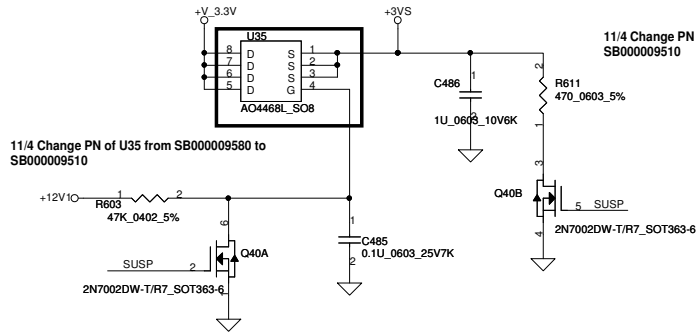 +V_3.3V
+3VS
11/4 Change PN
SB000009510
U35
8 D S 1
7 D S 2
6 D S 3
5 D G 4
AO4468L_SO8
C486
1
2
1U_0603_10V6K
2
R611
470_0603_5%
1
11/4 Change PN of U35 from SB000009580 to
SB000009510
+12V1
1
2
R603
47K_0402_5%
3
Q40B
5
SUSP
4
2N7002DW-T/R7_SOT363-6
6
Q40A
SUSP
2
1
2N7002DW-T/R7_SOT363-6
1
C485
0.1U_0603_25V7K
2